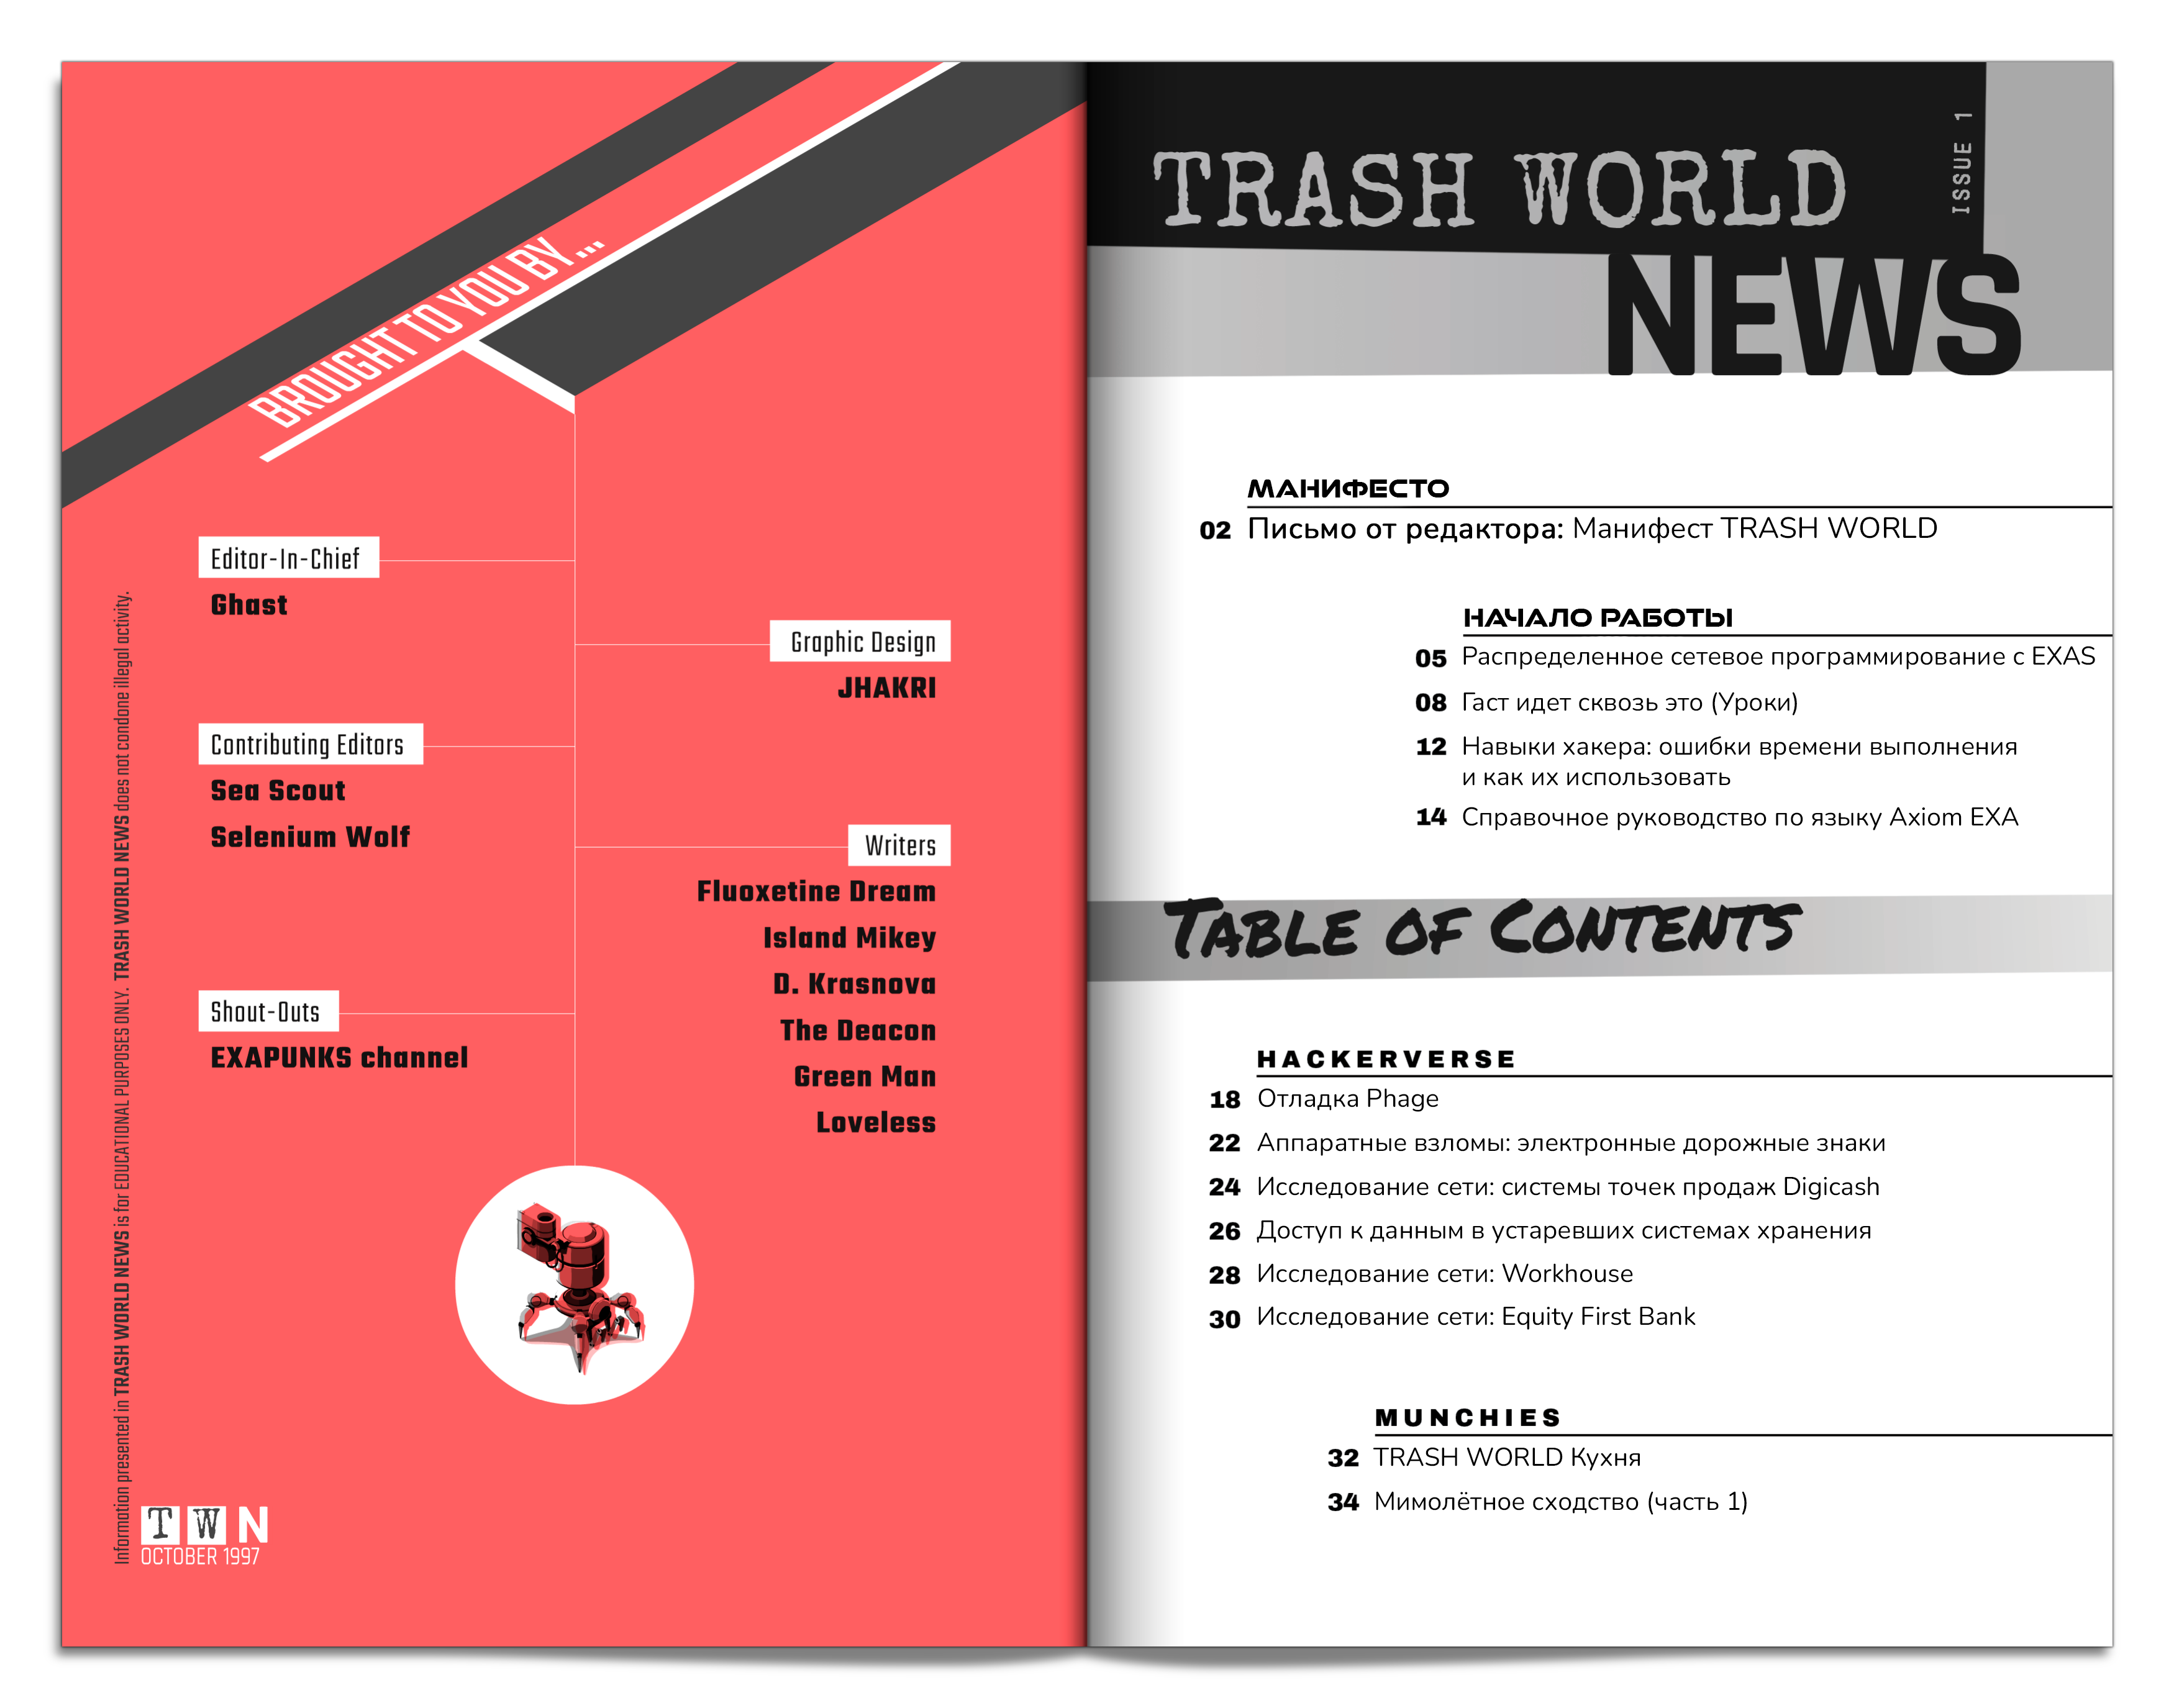 BROUGHT TO YOU BY...
Editor-In-Chief
Ghast
Graphic Design
JHAKRI
Contributing Editors
Sea Scout
Selenium Wolf
Writers
Fluoxetine Dream
Island Mikey
D. Krasnova
The Deacon
Green Man
Loveless
Shout-Outs
EXAPUNKS channel
Information presented in TRASH WORLD NEWS is for EDUCATIONAL PURPOSES ONLY. TRASH WORLD NEWS does not condone illegal activity.
T W N
OCTOBER 1997
TRASH WORLD
ISSUE 1
NEWS
МАНИФЕСТО
02 Письмо от редактора: Манифест TRASH WORLD
НАЧАЛО РАБОТЫ
05 Распределенное сетевое программирование с EXAS
08 Гаст идет сквозь это (Уроки)
12 Навыки хакера: ошибки времени выполнения
и как их использовать
14 Справочное руководство по языку Axiom EXA
TABLE OF CONTENTS
HACKERVERSE
18 Отладка Phage
22 Аппаратные взломы: электронные дорожные знаки
24 Исследование сети: системы точек продаж Digicash
26 Доступ к данным в устаревших системах хранения
28 Исследование сети: Workhouse
30 Исследование сети: Equity First Bank
MUNCHIES
32 TRASH WORLD Кухня
34 Мимолётное сходство (часть 1)